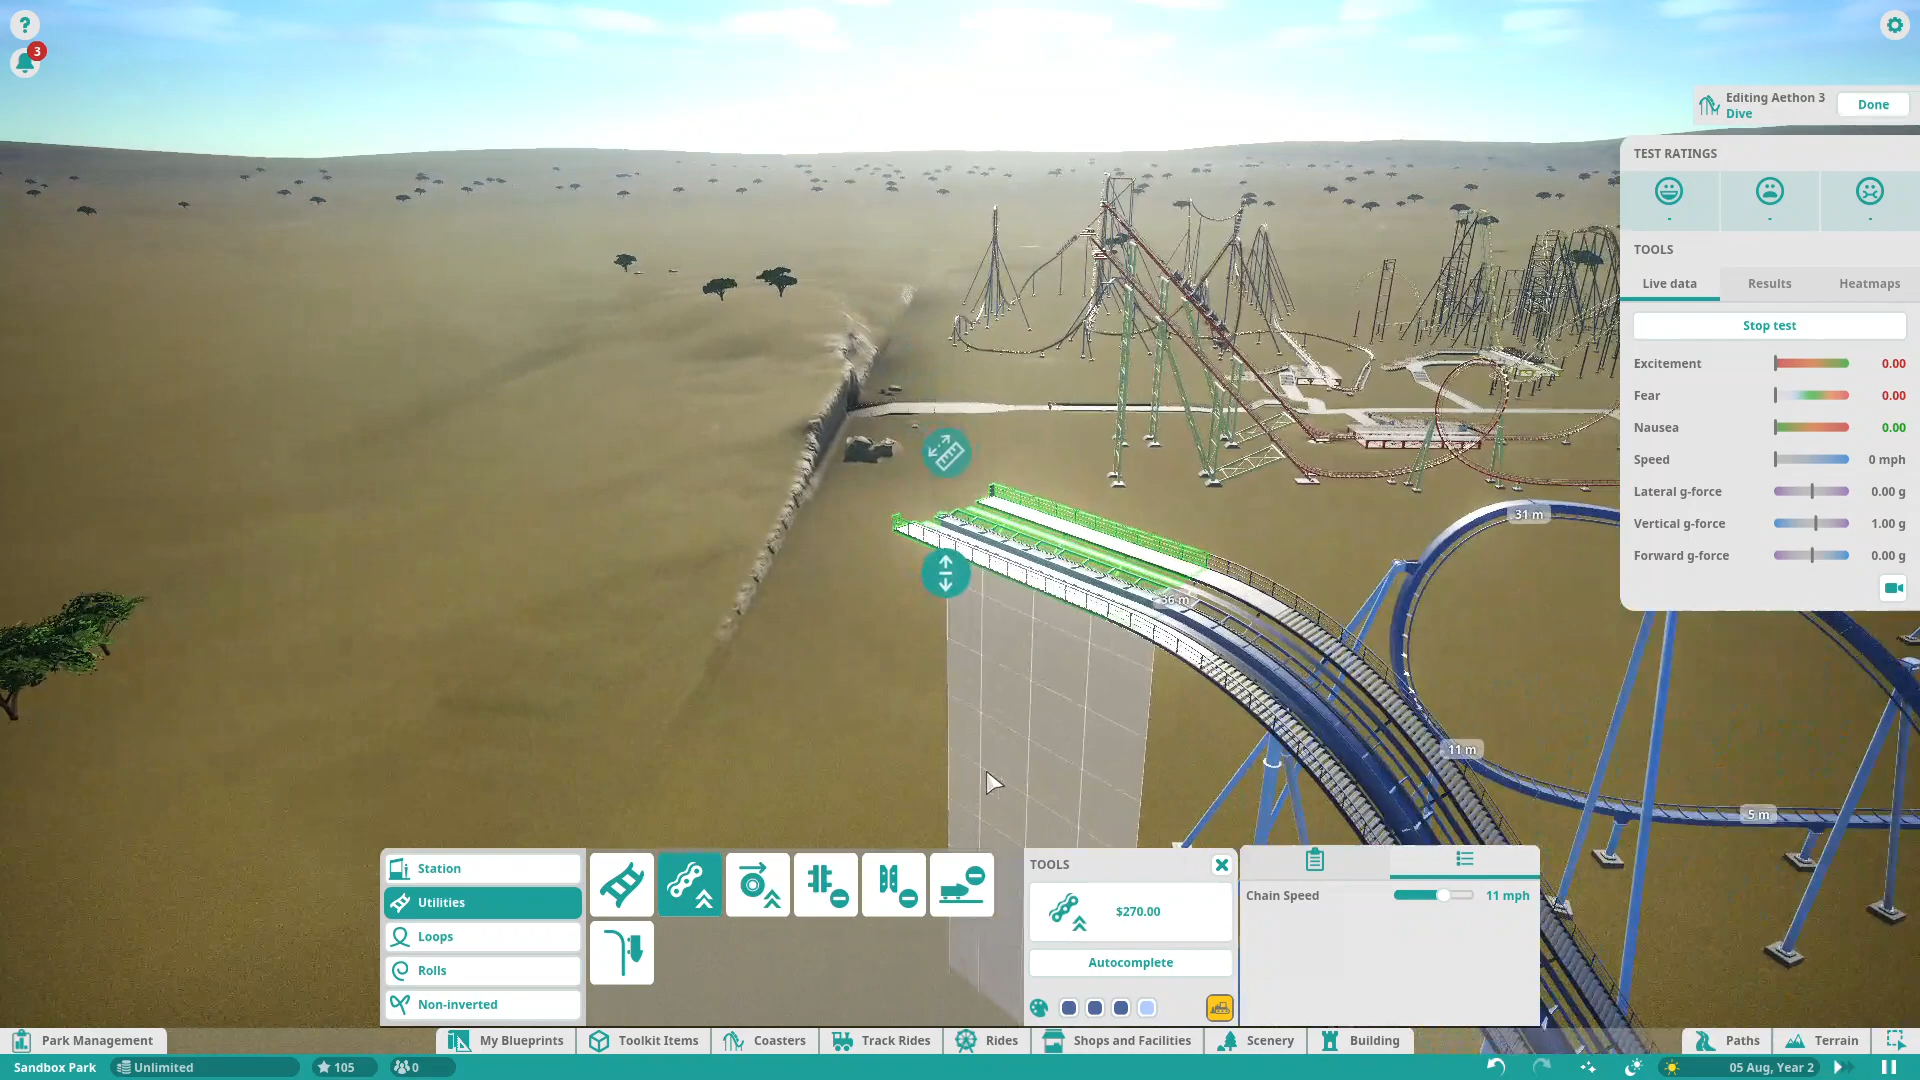 ?
3
Editing Aethon 3
Dive
Done
TEST RATINGS
-
-
-
TOOLS
Live data
Results
Heatmaps
Stop test
Excitement
0.00
Fear
0.00
Nausea
0.00
Speed
0 mph
Lateral g-force
0.00 g
Vertical g-force
1.00 g
Forward g-force
0.00 g
31 m
36 m
11 m
5 m
Station
Utilities
Loops
Rolls
Non-inverted
TOOLS
$270.00
Autocomplete
Chain Speed
11 mph
Park Management
My Blueprints
Toolkit Items
Coasters
Track Rides
Rides
Shops and Facilities
Scenery
Building
Paths
Terrain
Sandbox Park
Unlimited
105
0
05 Aug, Year 2